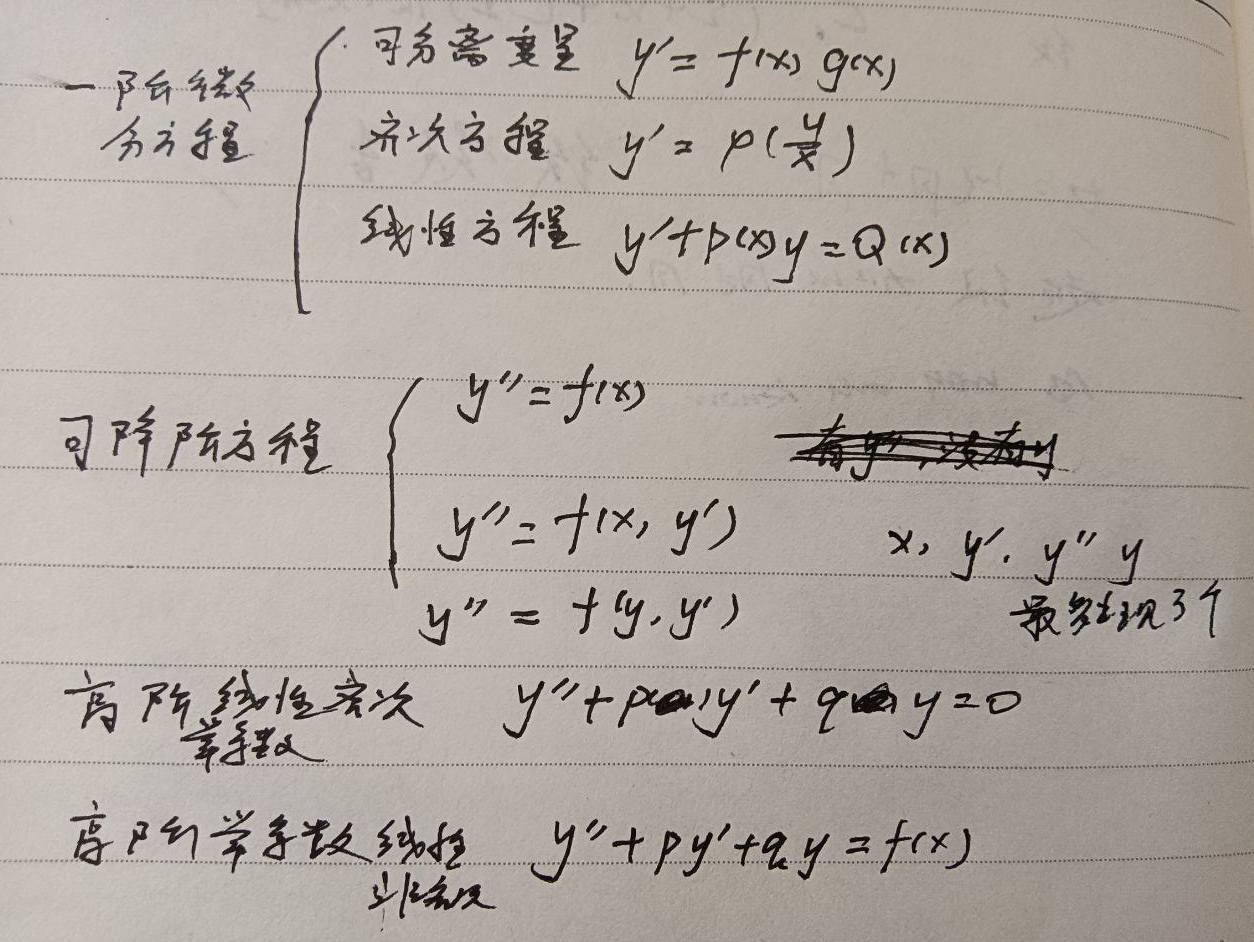 一阶微
分方程
可分离变量 y' = f(x) g(x)
齐次方程 y' = φ(y/x)
线性方程 y'+p(x)y=Q(x)
可降阶方程
y''=f(x)
y''=f(x, y')
y'' = f(y, y')
x, y', y'' y
最多出现3个
高阶线性齐次 y''+py'+qy=0
常系数
高阶常系数线性 y''+py'+qy=f(x)
非齐次